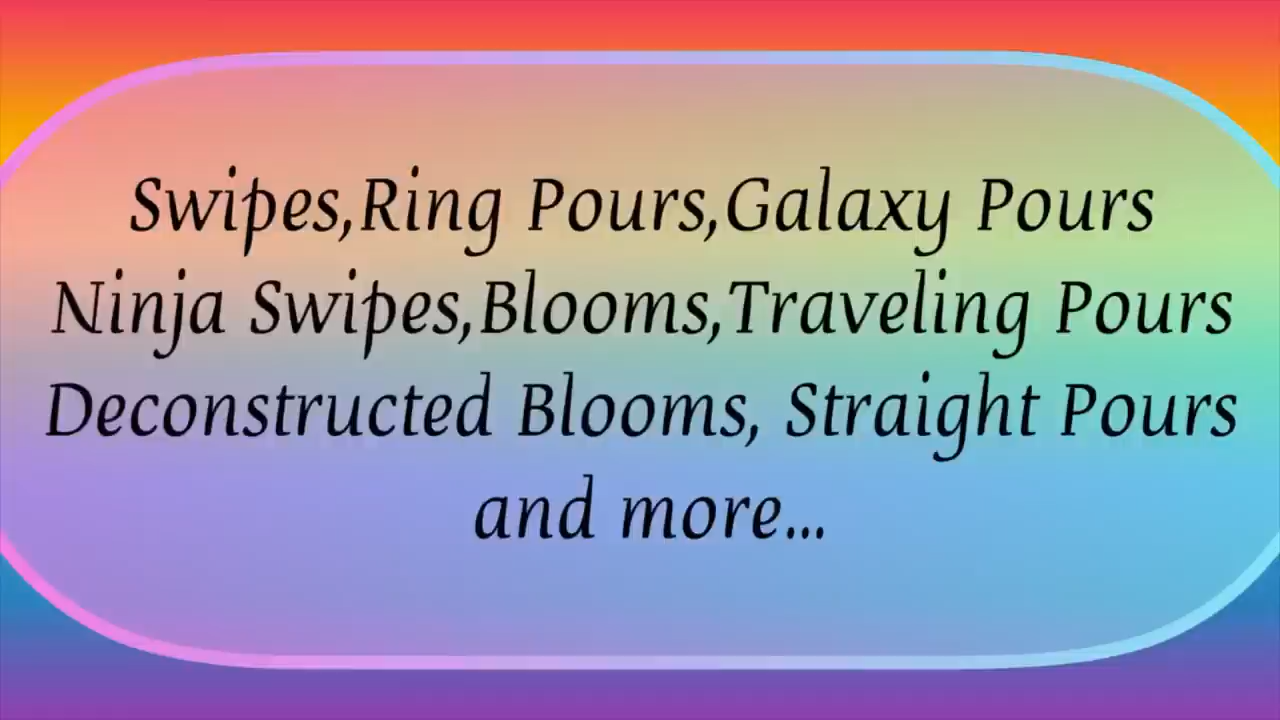 Swipes,Ring Pours,Galaxy Pours
Ninja Swipes,Blooms,Traveling Pours
Deconstructed Blooms, Straight Pours
and more...